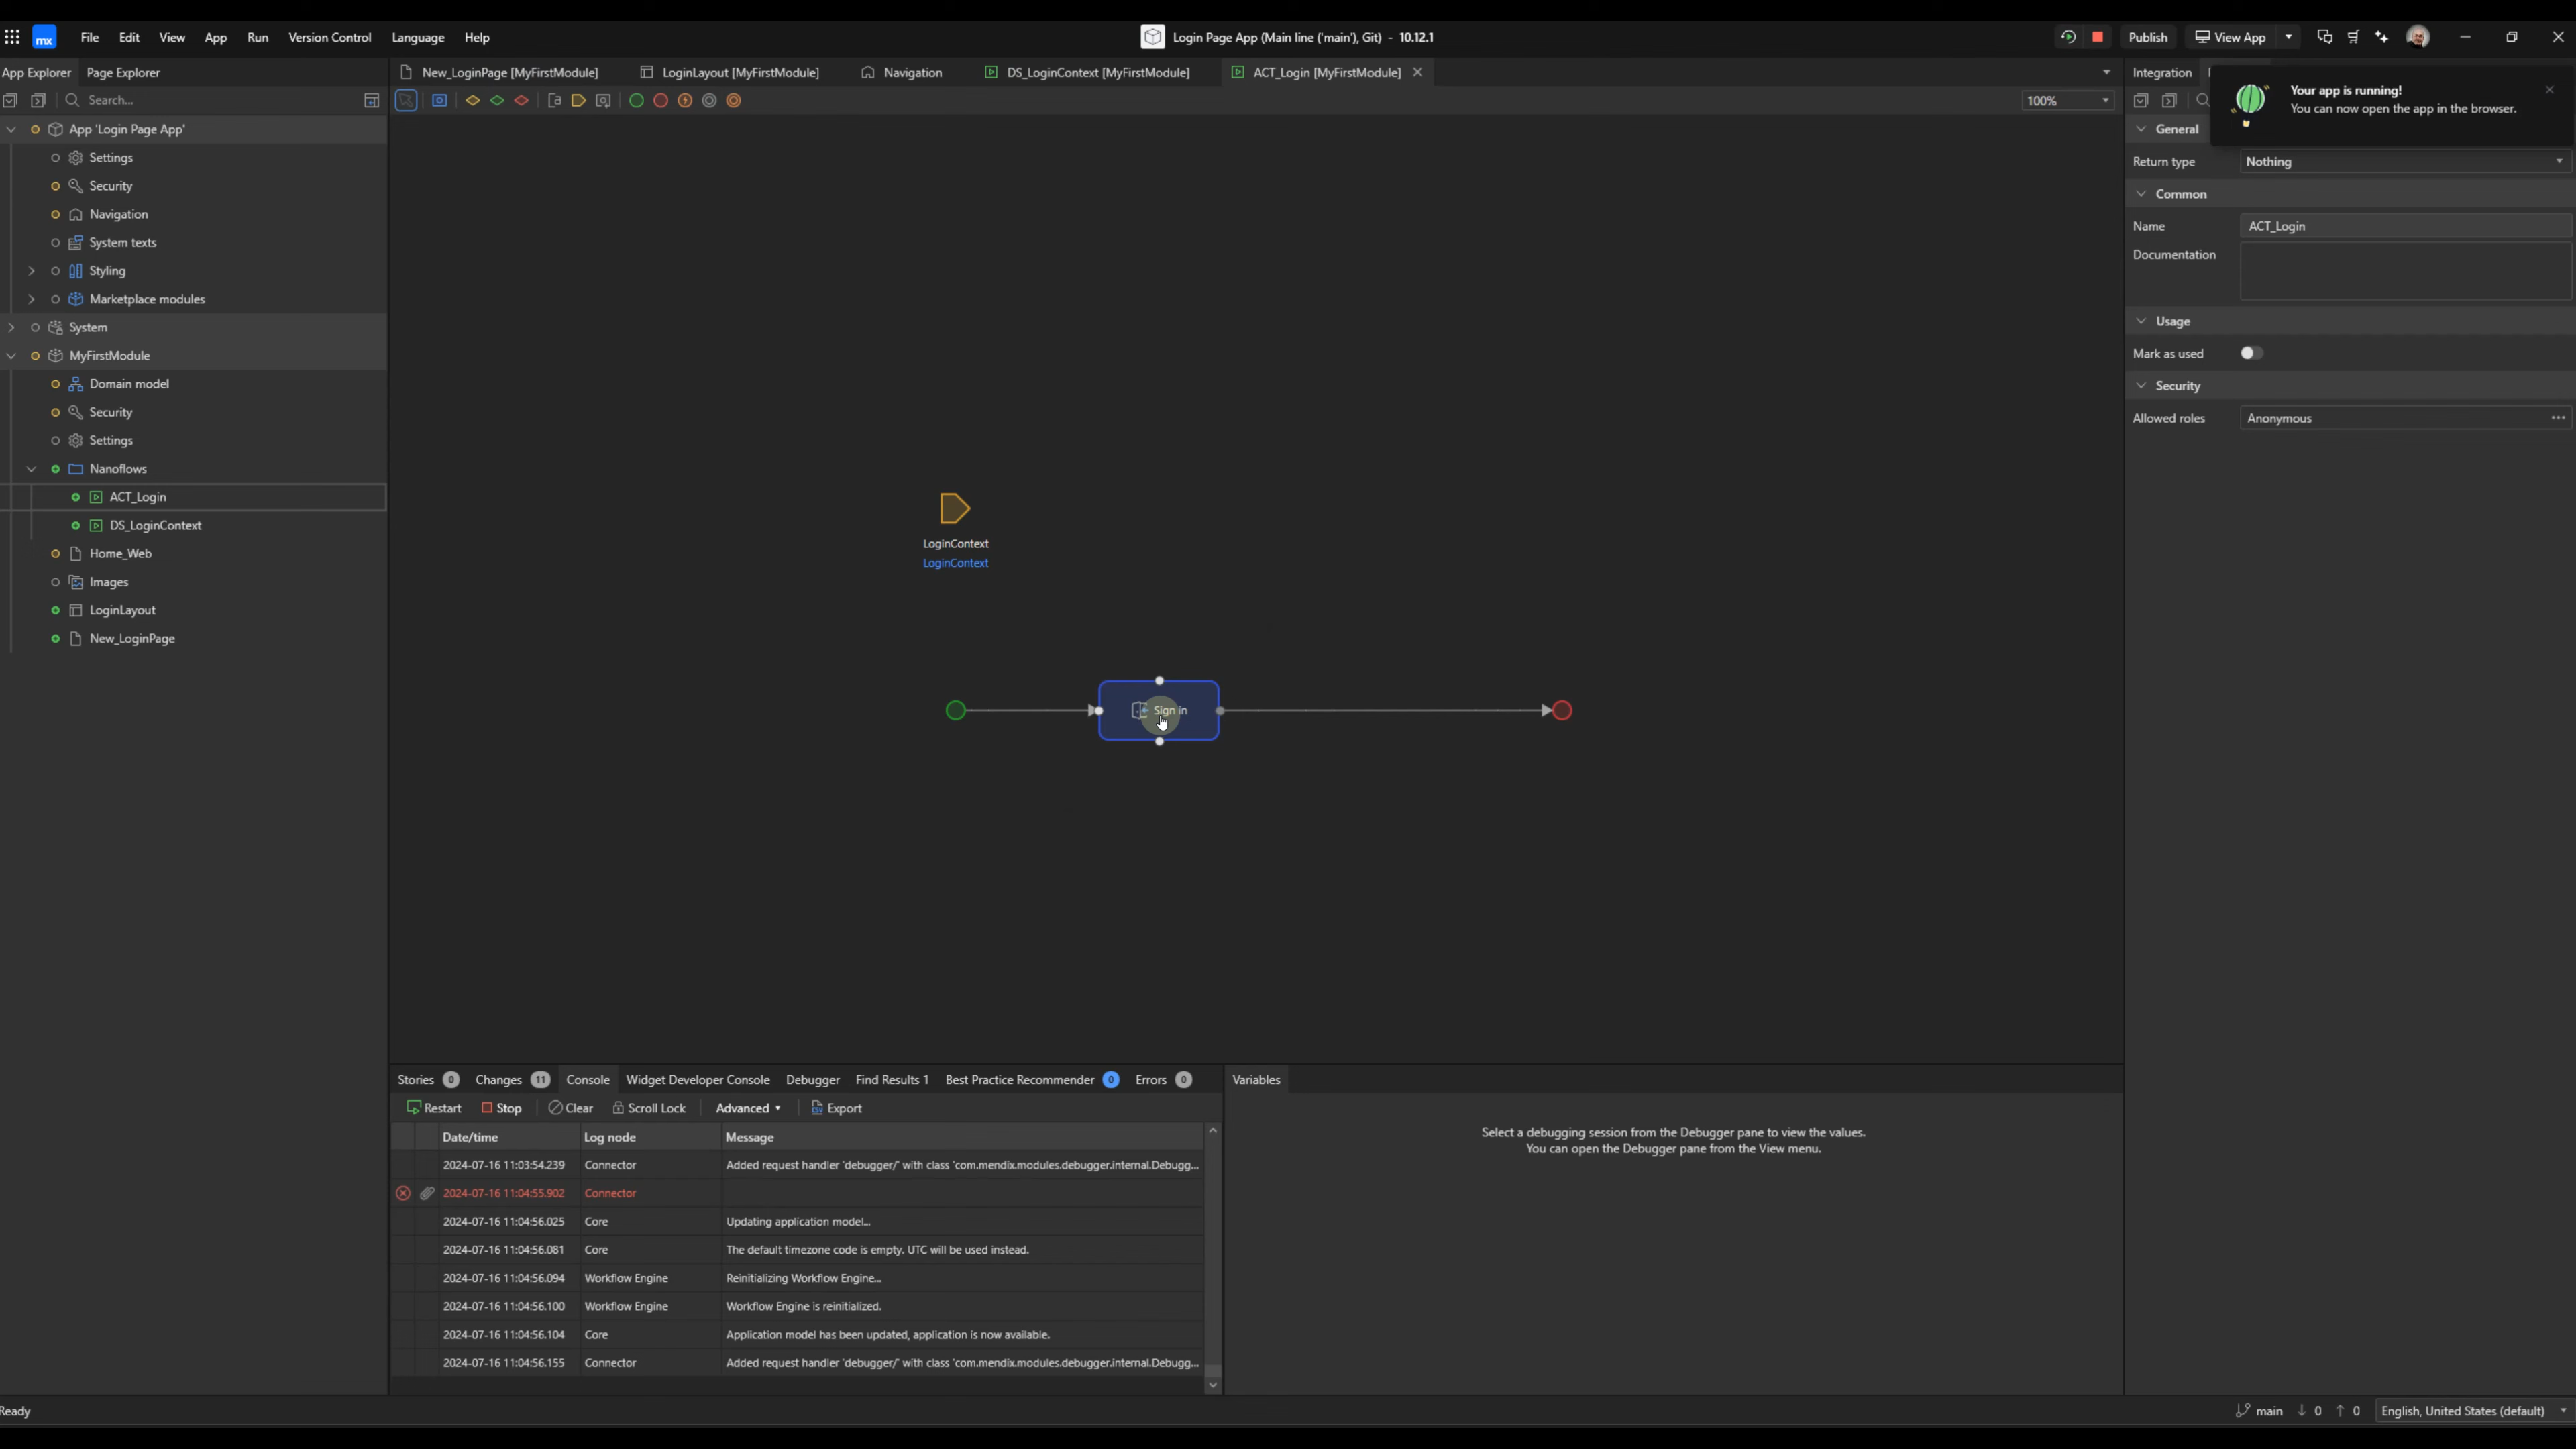 mx File Edit View App Run Version Control Language Help
Login Page App (Main line ('main'), Git) - 10.12.1
Publish View App
App Explorer Page Explorer
New_LoginPage [MyFirstModule] LoginLayout [MyFirstModule] Navigation DS_LoginContext [MyFirstModule] ACT_Login [MyFirstModule]
Integration
Search...
100%
Your app is running!
You can now open the app in the browser.
App 'Login Page App'
Settings
Security
Navigation
System texts
Styling
Marketplace modules
System
MyFirstModule
Domain model
Security
Settings
Nanoflows
ACT_Login
DS_LoginContext
Home_Web
Images
LoginLayout
New_LoginPage
LoginContext
LoginContext
Sign in
General
Return type Nothing
Common
Name ACT_Login
Documentation
Usage
Mark as used
Security
Allowed roles Anonymous
Stories 0 Changes 11 Console Widget Developer Console Debugger Find Results 1 Best Practice Recommender 0 Errors 0
Restart Stop Clear Scroll Lock Advanced Export
Date/time Log node Message
2024-07-16 11:03:54.239 Connector Added request handler 'debugger/' with class 'com.mendix.modules.debugger.internal.Debugg...
2024-07-16 11:04:55.902 Connector
2024-07-16 11:04:56.025 Core Updating application model...
2024-07-16 11:04:56.081 Core The default timezone code is empty. UTC will be used instead.
2024-07-16 11:04:56.094 Workflow Engine Reinitializing Workflow Engine...
2024-07-16 11:04:56.100 Workflow Engine Workflow Engine is reinitialized.
2024-07-16 11:04:56.104 Core Application model has been updated, application is now available.
2024-07-16 11:04:56.155 Connector Added request handler 'debugger/' with class 'com.mendix.modules.debugger.internal.Debugg...
Variables
Select a debugging session from the Debugger pane to view the values.
You can open the Debugger pane from the View menu.
Ready
main 0 0 English, United States (default)